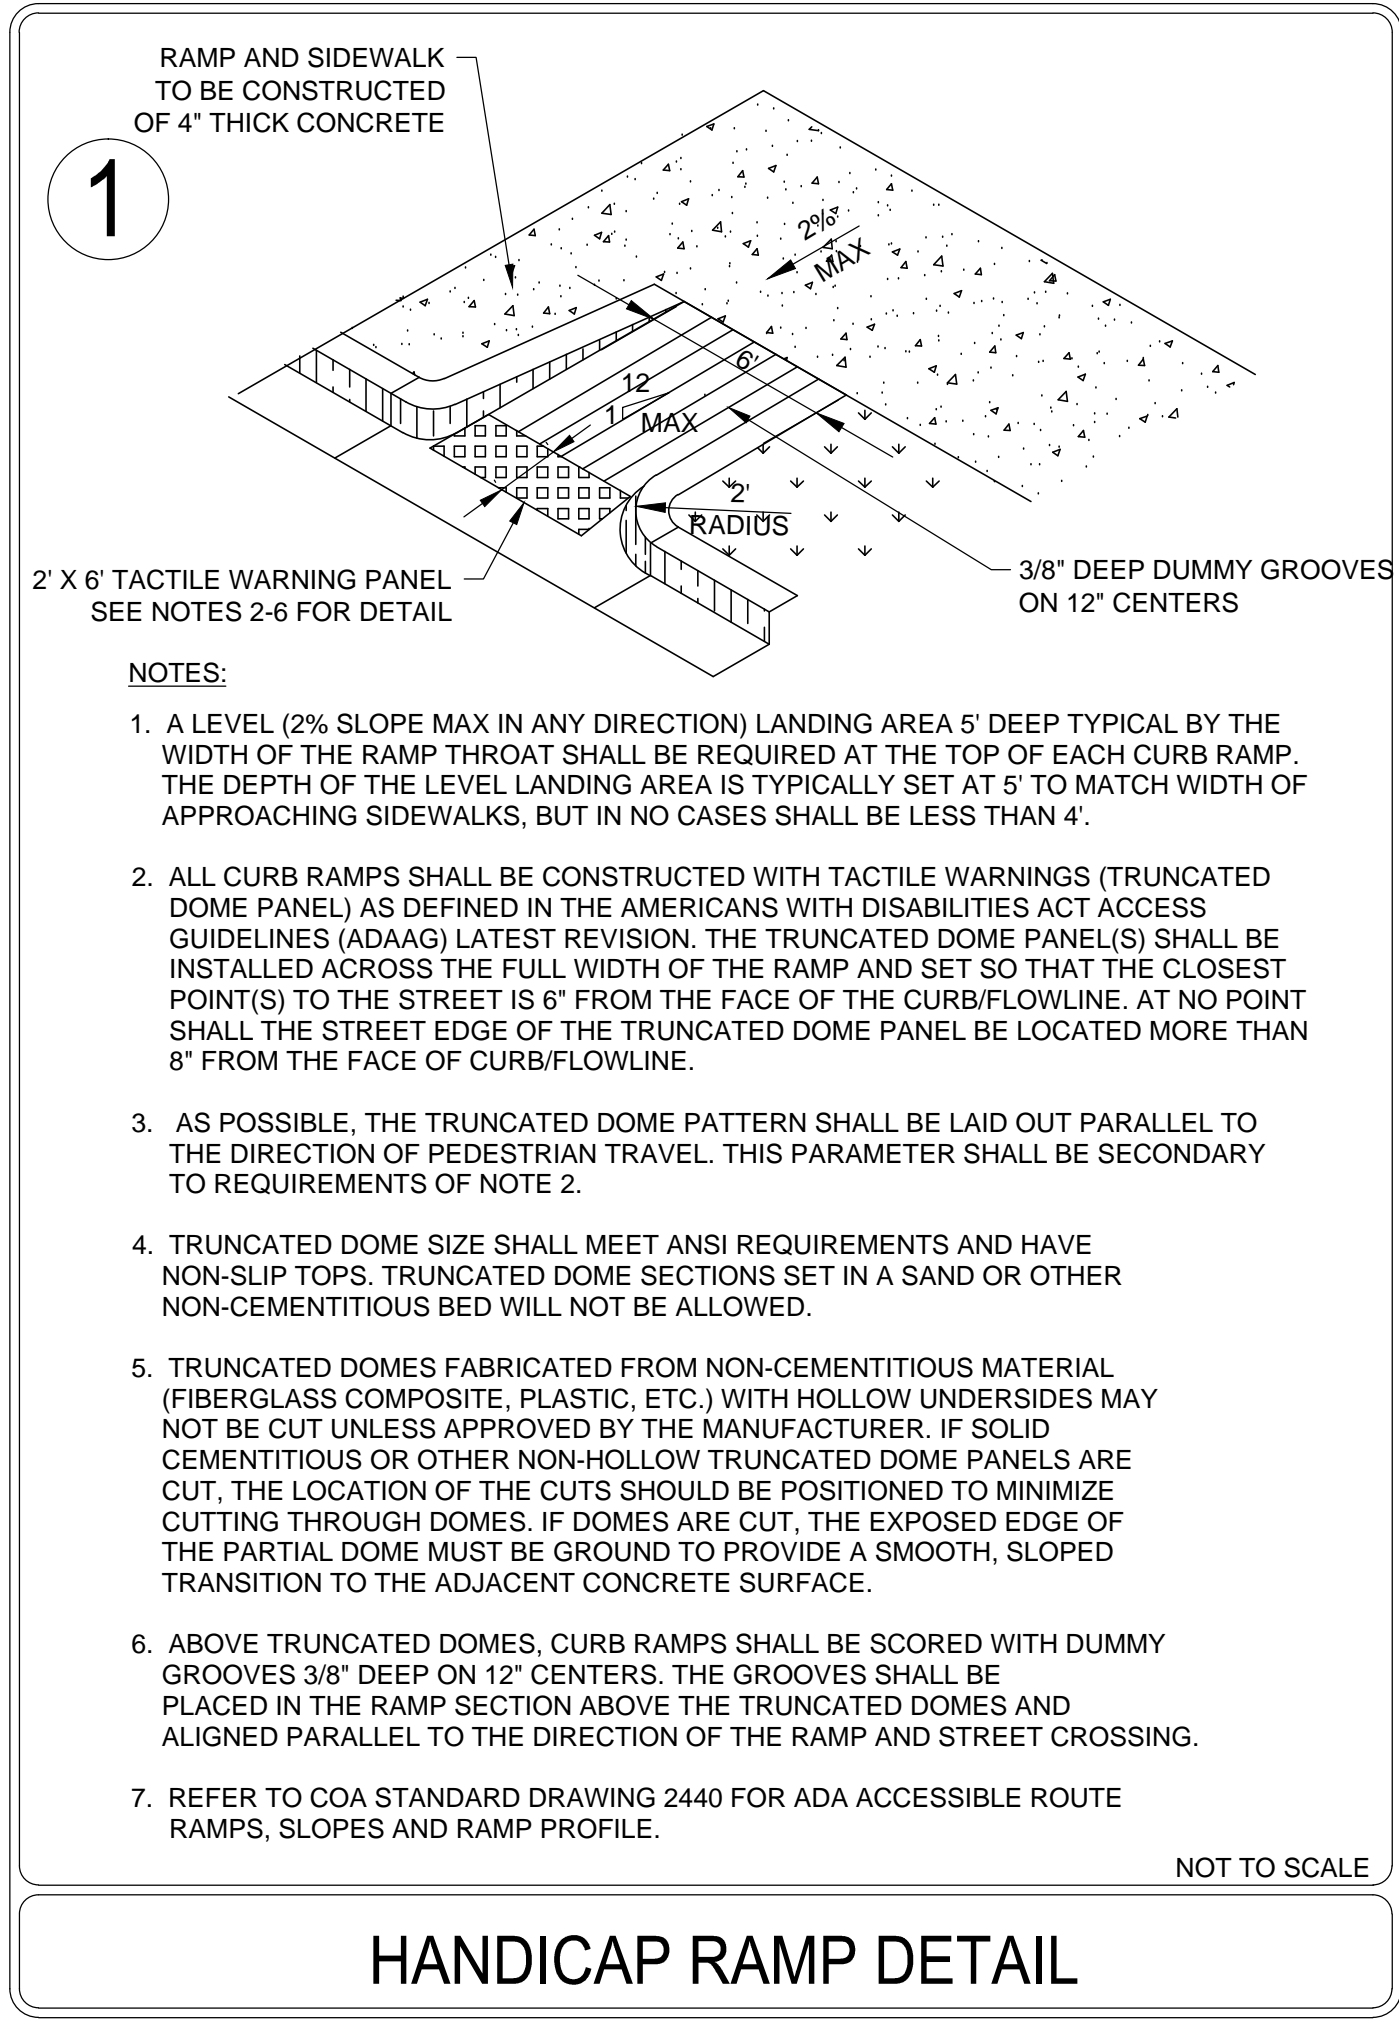 RAMP AND SIDEWALK
TO BE CONSTRUCTED
OF 4" THICK CONCRETE
1
2%
MAX
6'
12
1
MAX
2'
RADIUS
2' X 6' TACTILE WARNING PANEL
SEE NOTES 2-6 FOR DETAIL
3/8" DEEP DUMMY GROOVES
ON 12" CENTERS
NOTES:
1. A LEVEL (2% SLOPE MAX IN ANY DIRECTION) LANDING AREA 5' DEEP TYPICAL BY THE
WIDTH OF THE RAMP THROAT SHALL BE REQUIRED AT THE TOP OF EACH CURB RAMP.
THE DEPTH OF THE LEVEL LANDING AREA IS TYPICALLY SET AT 5' TO MATCH WIDTH OF
APPROACHING SIDEWALKS, BUT IN NO CASES SHALL BE LESS THAN 4'.
2. ALL CURB RAMPS SHALL BE CONSTRUCTED WITH TACTILE WARNINGS (TRUNCATED
DOME PANEL) AS DEFINED IN THE AMERICANS WITH DISABILITIES ACT ACCESS
GUIDELINES (ADAAG) LATEST REVISION. THE TRUNCATED DOME PANEL(S) SHALL BE
INSTALLED ACROSS THE FULL WIDTH OF THE RAMP AND SET SO THAT THE CLOSEST
POINT(S) TO THE STREET IS 6" FROM THE FACE OF THE CURB/FLOWLINE. AT NO POINT
SHALL THE STREET EDGE OF THE TRUNCATED DOME PANEL BE LOCATED MORE THAN
8" FROM THE FACE OF CURB/FLOWLINE.
3. AS POSSIBLE, THE TRUNCATED DOME PATTERN SHALL BE LAID OUT PARALLEL TO
THE DIRECTION OF PEDESTRIAN TRAVEL. THIS PARAMETER SHALL BE SECONDARY
TO REQUIREMENTS OF NOTE 2.
4. TRUNCATED DOME SIZE SHALL MEET ANSI REQUIREMENTS AND HAVE
NON-SLIP TOPS. TRUNCATED DOME SECTIONS SET IN A SAND OR OTHER
NON-CEMENTITIOUS BED WILL NOT BE ALLOWED.
5. TRUNCATED DOMES FABRICATED FROM NON-CEMENTITIOUS MATERIAL
(FIBERGLASS COMPOSITE, PLASTIC, ETC.) WITH HOLLOW UNDERSIDES MAY
NOT BE CUT UNLESS APPROVED BY THE MANUFACTURER. IF SOLID
CEMENTITIOUS OR OTHER NON-HOLLOW TRUNCATED DOME PANELS ARE
CUT, THE LOCATION OF THE CUTS SHOULD BE POSITIONED TO MINIMIZE
CUTTING THROUGH DOMES. IF DOMES ARE CUT, THE EXPOSED EDGE OF
THE PARTIAL DOME MUST BE GROUND TO PROVIDE A SMOOTH, SLOPED
TRANSITION TO THE ADJACENT CONCRETE SURFACE.
6. ABOVE TRUNCATED DOMES, CURB RAMPS SHALL BE SCORED WITH DUMMY
GROOVES 3/8" DEEP ON 12" CENTERS. THE GROOVES SHALL BE
PLACED IN THE RAMP SECTION ABOVE THE TRUNCATED DOMES AND
ALIGNED PARALLEL TO THE DIRECTION OF THE RAMP AND STREET CROSSING.
7. REFER TO COA STANDARD DRAWING 2440 FOR ADA ACCESSIBLE ROUTE
RAMPS, SLOPES AND RAMP PROFILE.
NOT TO SCALE
HANDICAP RAMP DETAIL